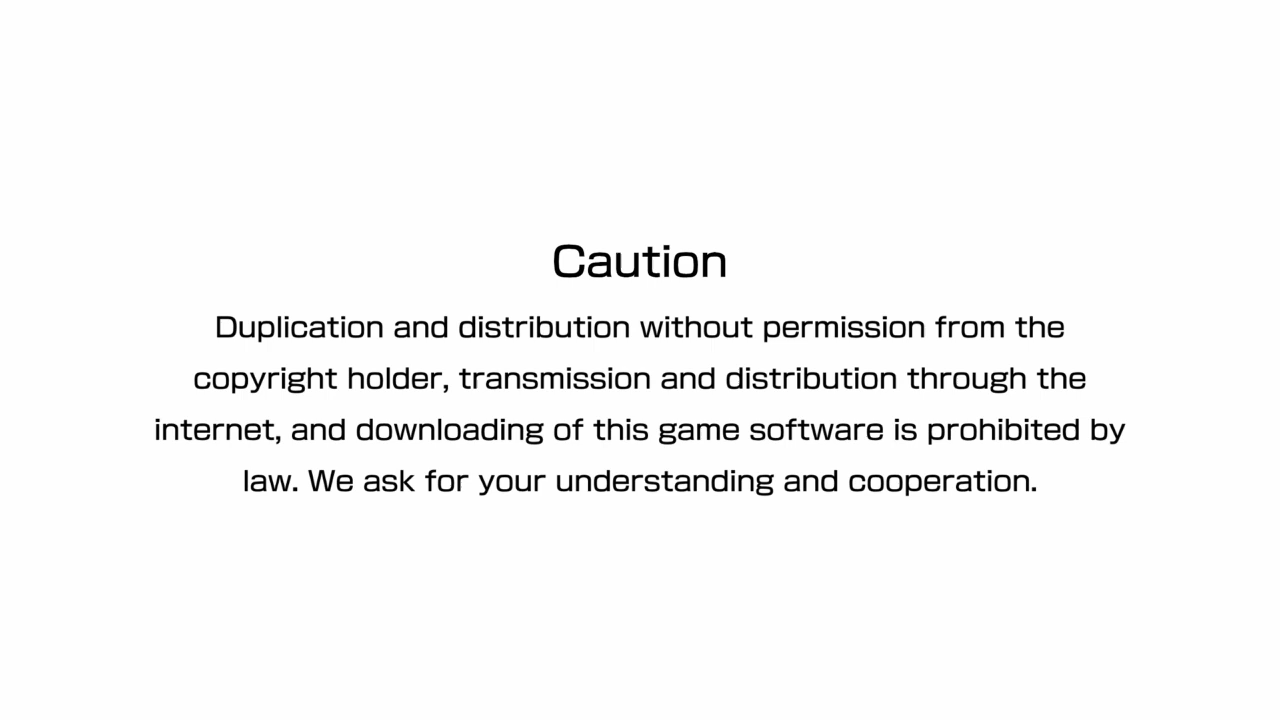 Caution
Duplication and distribution without permission from the
copyright holder, transmission and distribution through the
internet, and downloading of this game software is prohibited by
law. We ask for your understanding and cooperation.